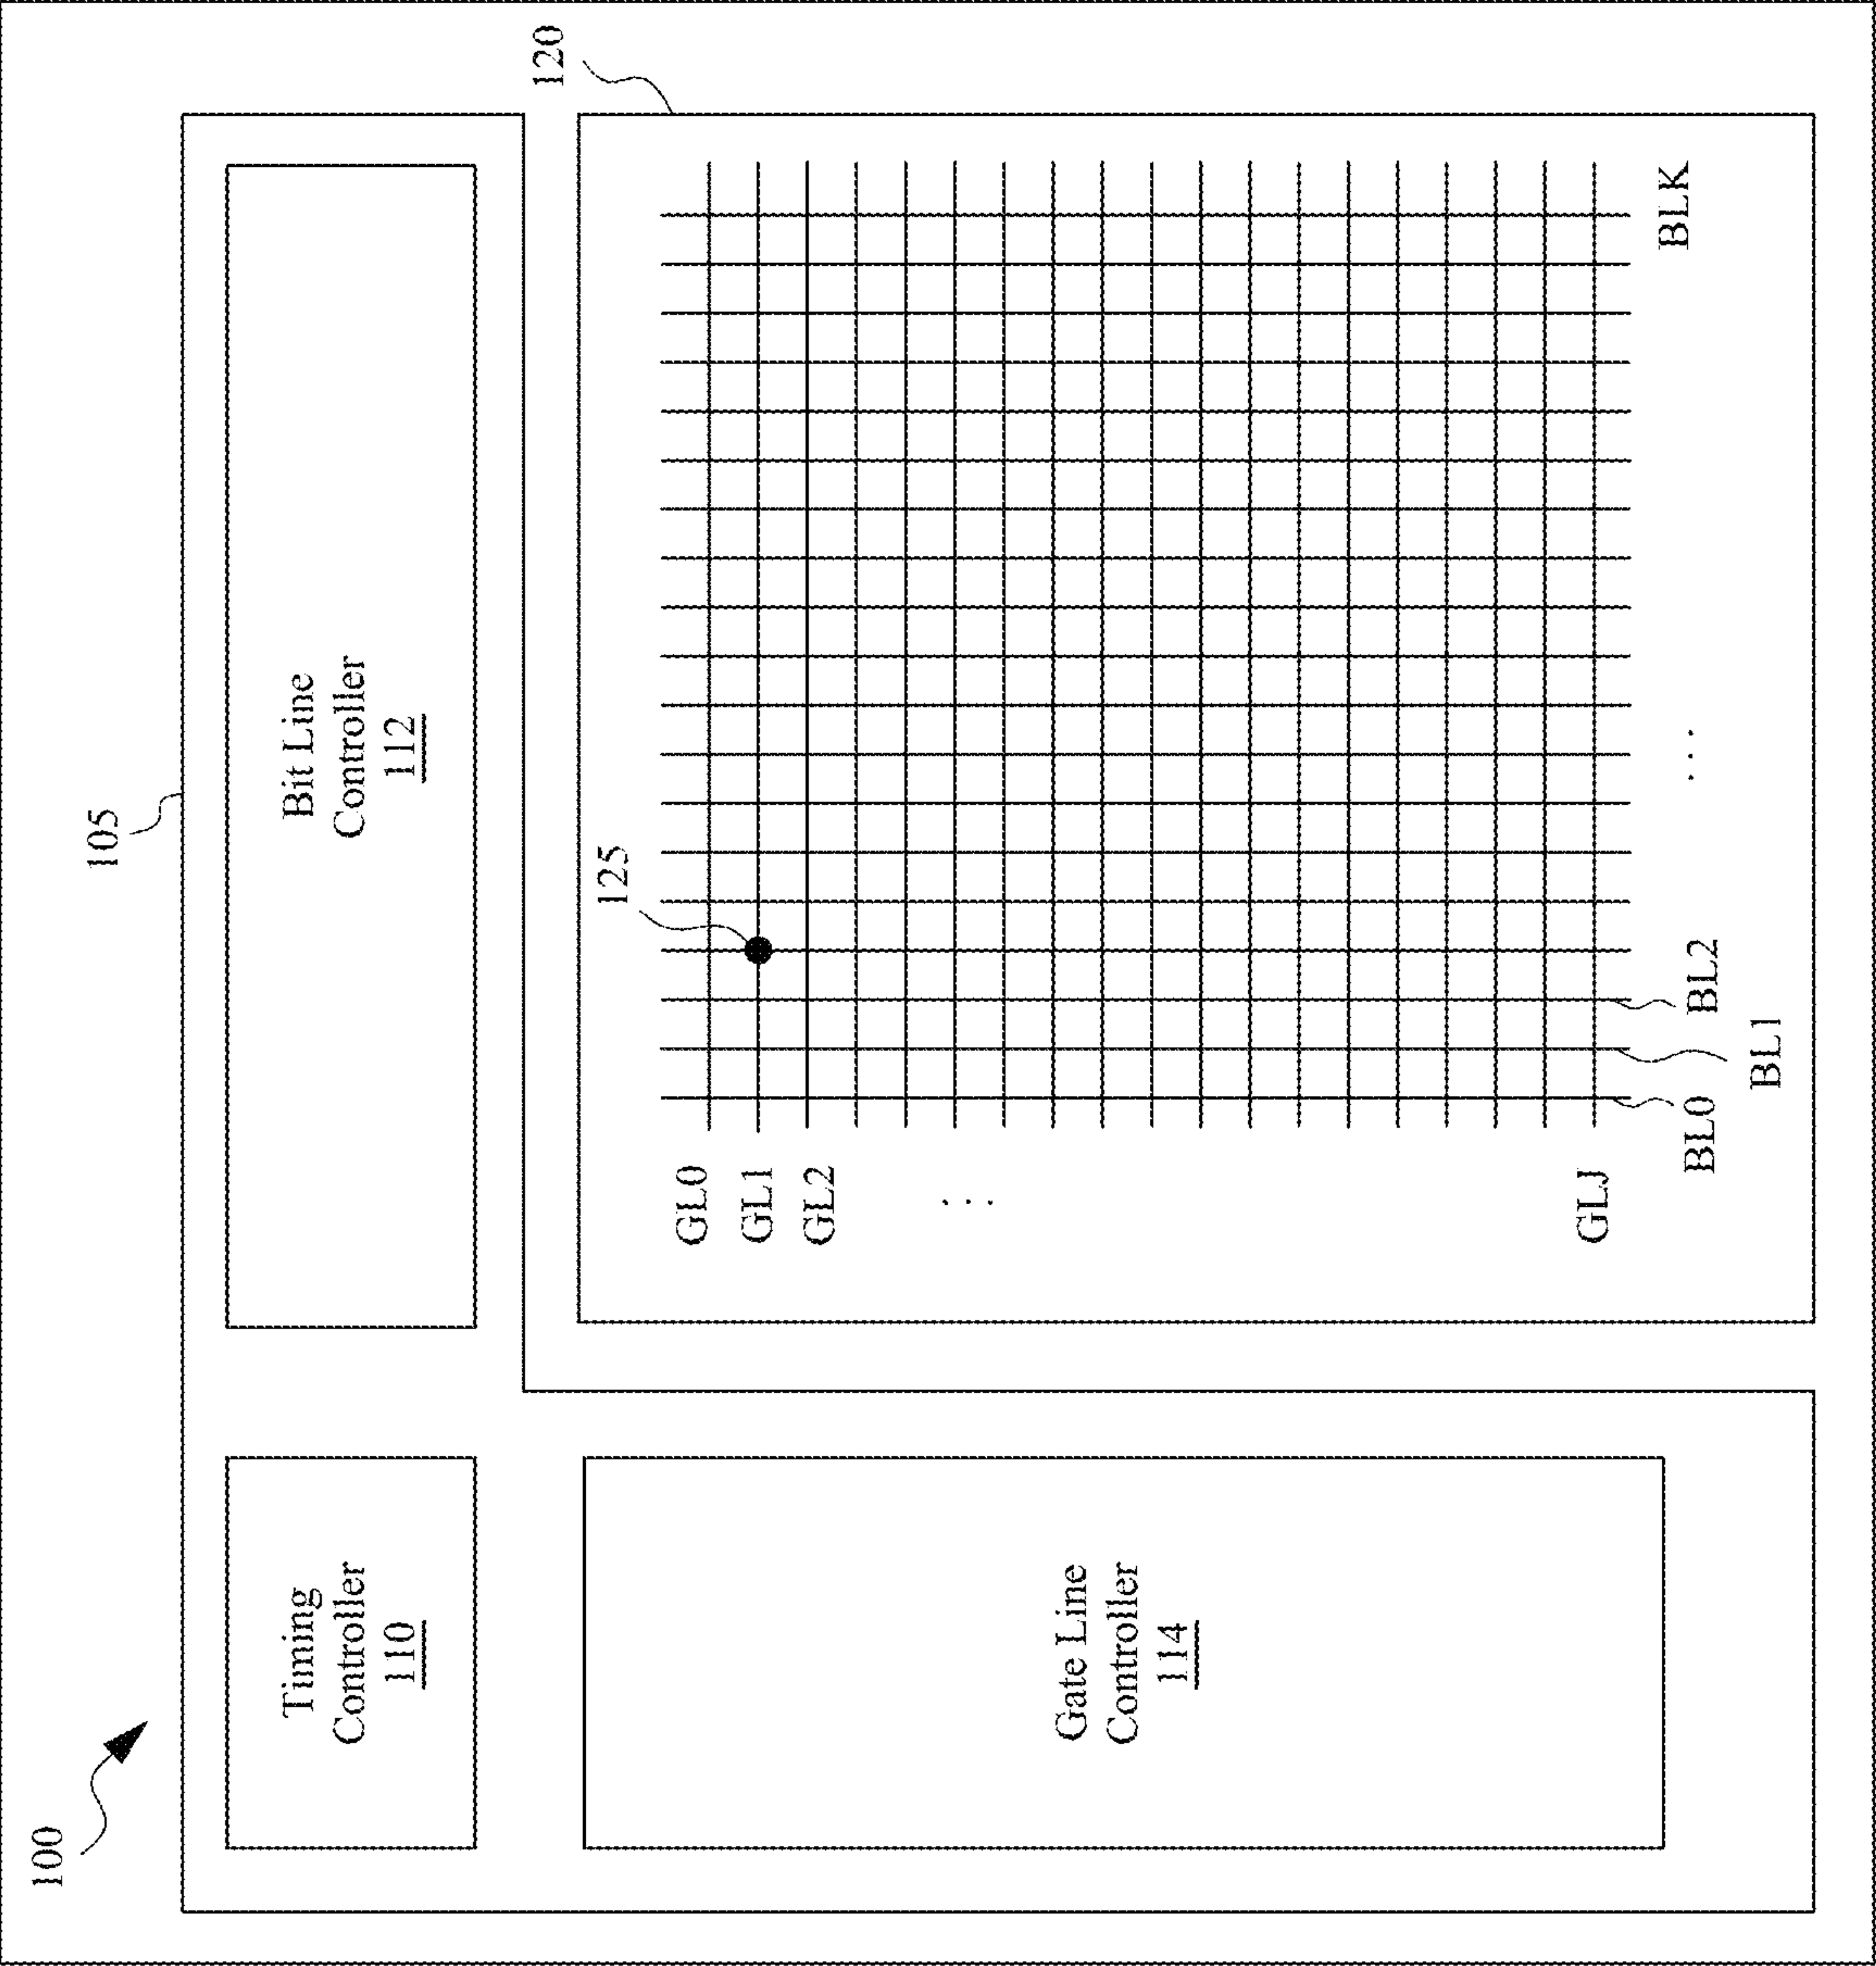 100
105
Timing
Controller
110
Bit Line
Controller
112
120
Gate Line
Controller
114
125
GL0
GL1
GL2
⋮
GLJ
BL0
BL1
BL2
...
BLK